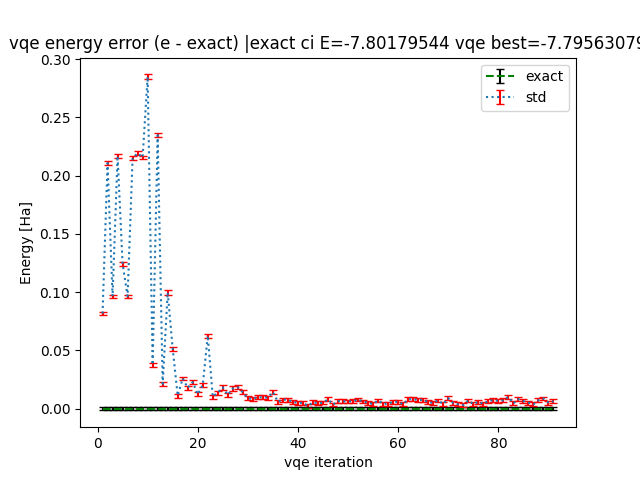 vqe energy error (e - exact) |exact ci E=-7.80179544 vqe best=-7.79563079
0.30
0.25
0.20
0.15
0.10
0.05
0.00
Energy [Ha]
exact
std
0
20
40
60
80
vqe iteration